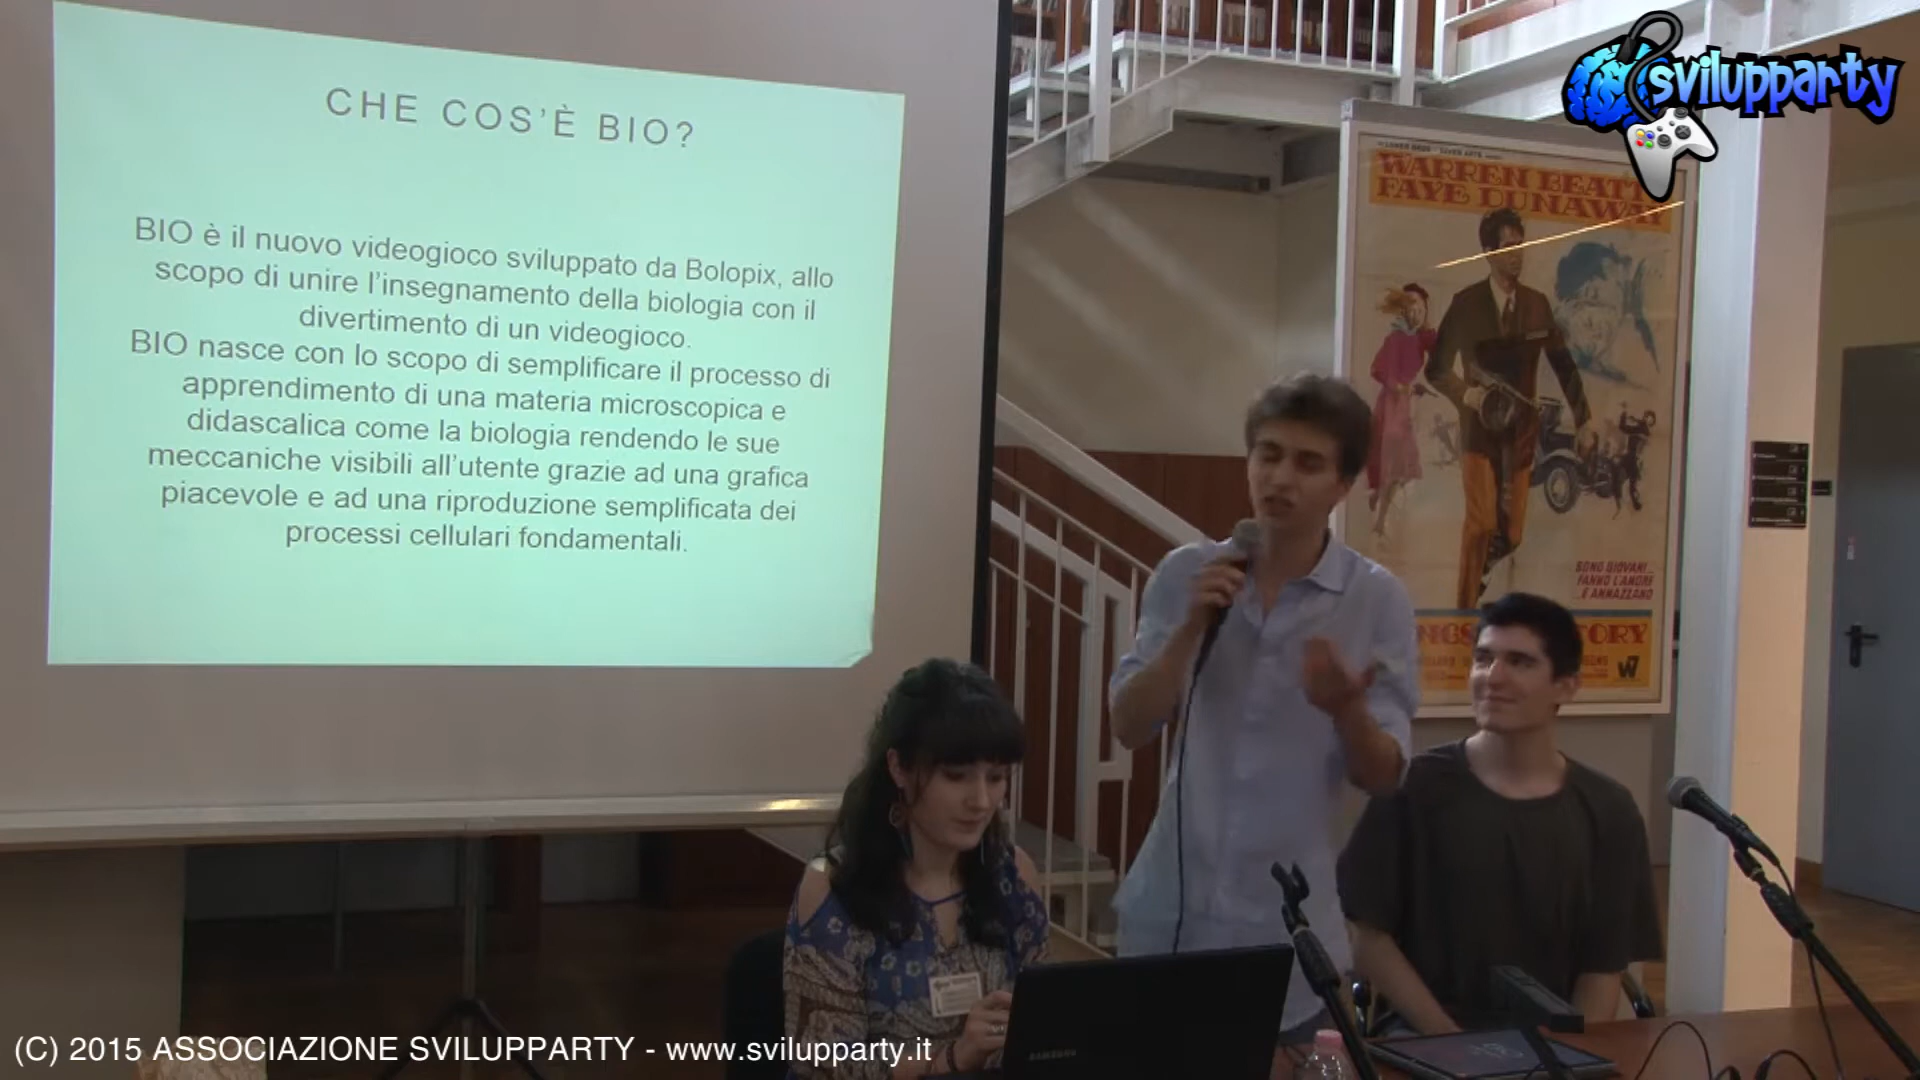 CHE COS'È BIO?
BIO è il nuovo videogioco sviluppato da Bolopix, allo
scopo di unire l'insegnamento della biologia con il
divertimento di un videogioco.
BIO nasce con lo scopo di semplificare il processo di
apprendimento di una materia microscopica e
didascalica come la biologia rendendo le sue
meccaniche visibili all'utente grazie ad una grafica
piacevole e ad una riproduzione semplificata dei
processi cellulari fondamentali.
svilupparty
WARREN BEATT
FAYE DUNAWAY
SONO GIOVANI...
FANNO L'AMORE
...E AMMAZZANO
SAMSUNG
(C) 2015 ASSOCIAZIONE SVILUPPARTY - www.svilupparty.it